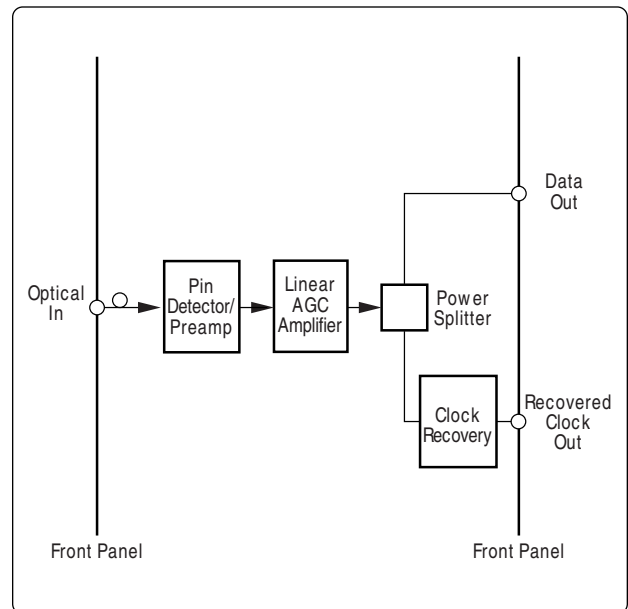 Data
Out
Optical
In
Pin
Detector/
Preamp
Linear
AGC
Amplifier
Power
Splitter
Clock
Recovery
Recovered
Clock
Out
Front Panel
Front Panel